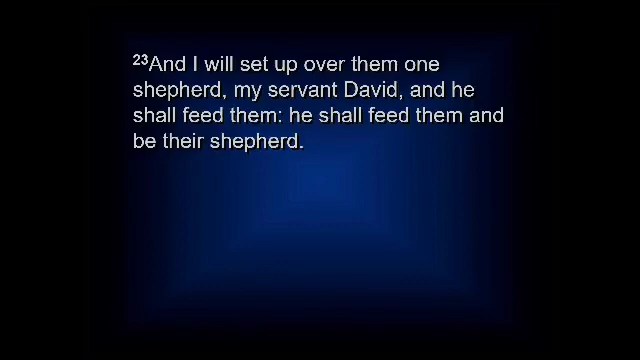 23And I will set up over them one
shepherd, my servant David, and he
shall feed them: he shall feed them and
be their shepherd.